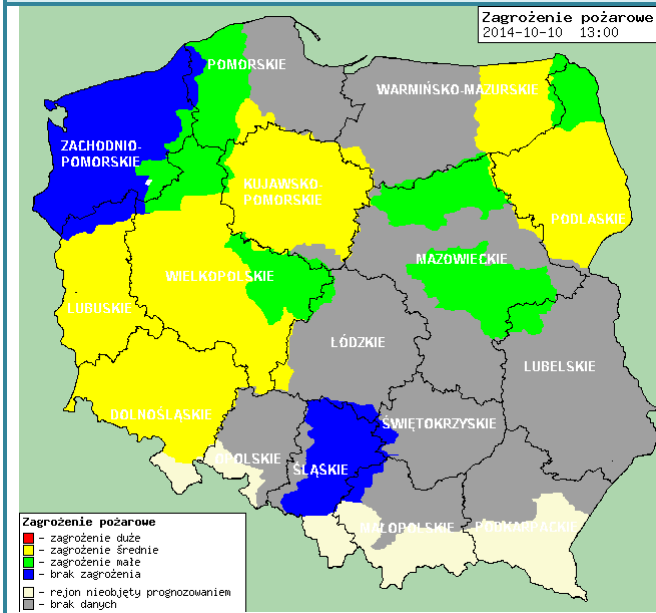 Zagrożenie pożarowe
2014-10-10 13:00
POMORSKIE
WARMIŃSKO-MAZURSKIE
ZACHODNIO-
POMORSKIE
KUJAWSKO-
POMORSKIE
PODLASKIE
MAZOWIECKIE
WIELKOPOLSKIE
LUBUSKIE
ŁÓDZKIE
LUBELSKIE
DOLNOŚLĄSKIE
ŚWIĘTOKRZYSKIE
OPOLSKIE
ŚLĄSKIE
MAŁOPOLSKIE
PODKARPACKIE
Zagrożenie pożarowe
- zagrożenie duże
- zagrożenie średnie
- zagrożenie małe
- brak zagrożenia
- rejon nieobjęty prognozowaniem
- brak danych